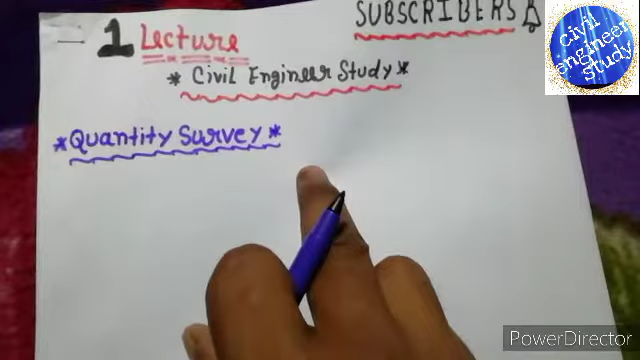 SUBSCRIBERS
1 Lecture
* Civil Engineer Study *
* Quantity Survey *
civil
engineer
study
PowerDirector